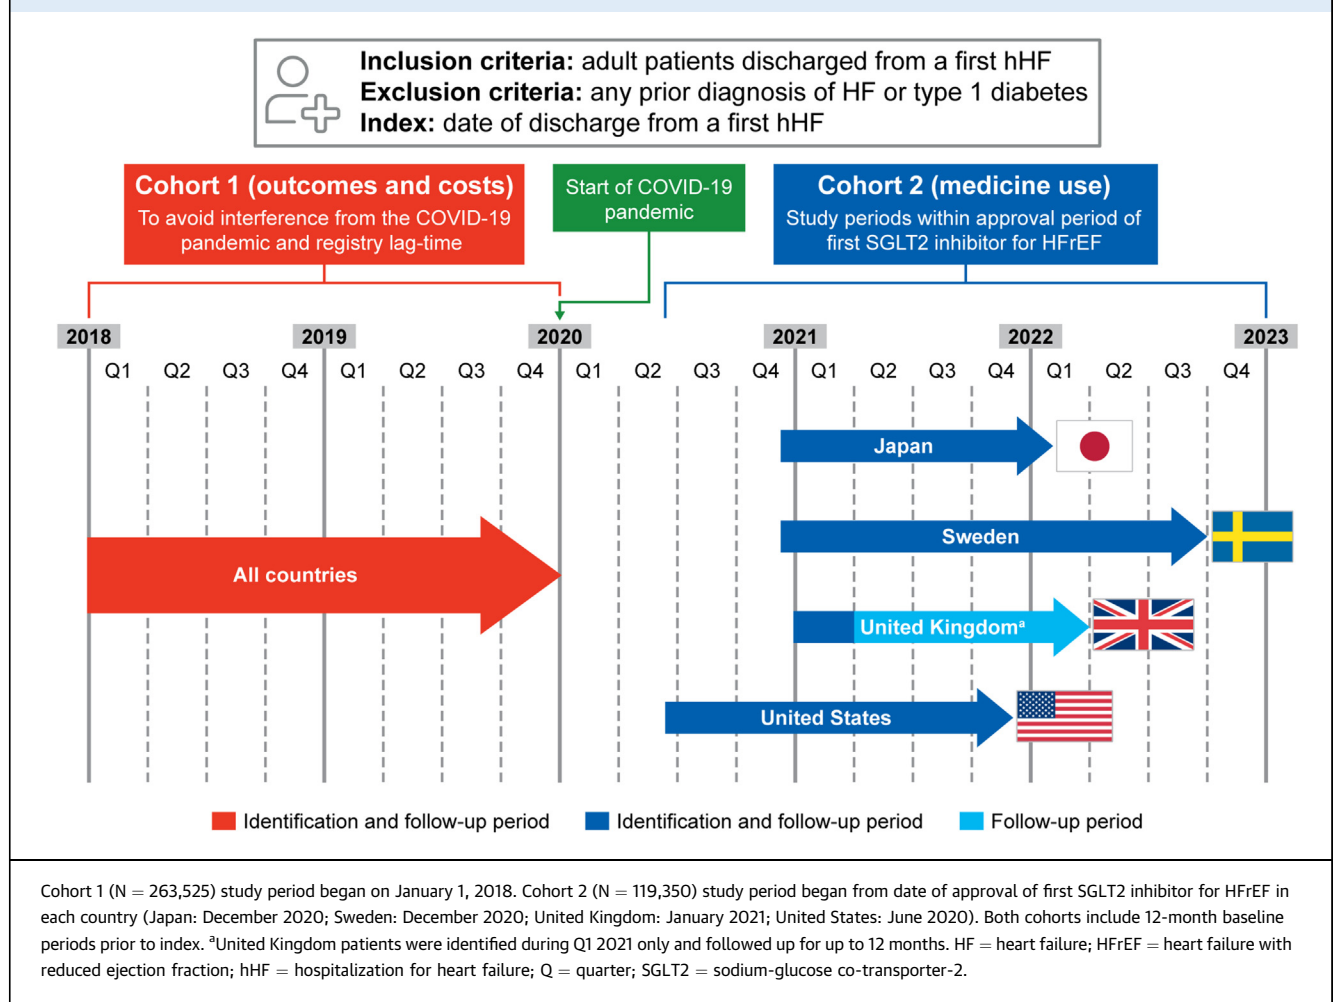 Inclusion criteria: adult patients discharged from a first hHF
Exclusion criteria: any prior diagnosis of HF or type 1 diabetes
Index: date of discharge from a first hHF
Cohort 1 (outcomes and costs)
To avoid interference from the COVID-19
pandemic and registry lag-time
Start of COVID-19
pandemic
Cohort 2 (medicine use)
Study periods within approval period of
first SGLT2 inhibitor for HFrEF
2018 2019 2020 2021 2022 2023
Q1 Q2 Q3 Q4 Q1 Q2 Q3 Q4 Q1 Q2 Q3 Q4 Q1 Q2 Q3 Q4 Q1 Q2 Q3 Q4
Japan
Sweden
All countries
United Kingdomᵃ
United States
Identification and follow-up period Identification and follow-up period Follow-up period
Cohort 1 (N = 263,525) study period began on January 1, 2018. Cohort 2 (N = 119,350) study period began from date of approval of first SGLT2 inhibitor for HFrEF in
each country (Japan: December 2020; Sweden: December 2020; United Kingdom: January 2021; United States: June 2020). Both cohorts include 12-month baseline
periods prior to index. ᵃUnited Kingdom patients were identified during Q1 2021 only and followed up for up to 12 months. HF = heart failure; HFrEF = heart failure with
reduced ejection fraction; hHF = hospitalization for heart failure; Q = quarter; SGLT2 = sodium-glucose co-transporter-2.